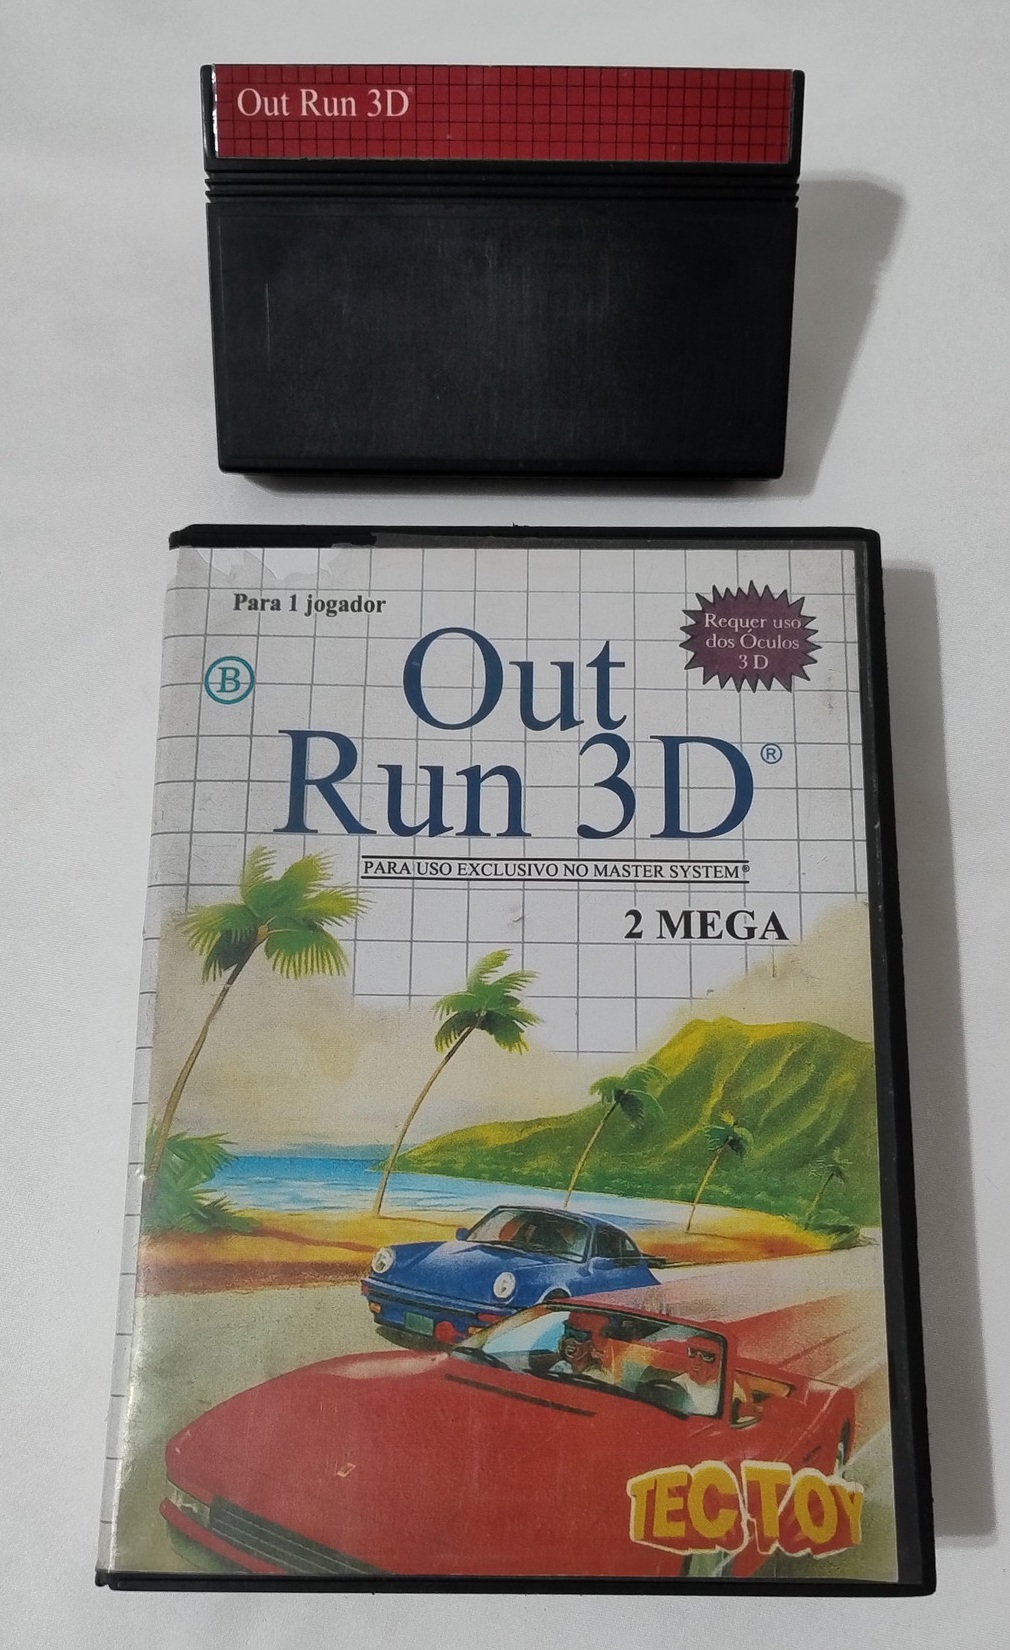 Out Run 3D
Para 1 jogador
Requer uso
dos Óculos
3D
B
Out
Run 3D®
PARA USO EXCLUSIVO NO MASTER SYSTEM®
2 MEGA
TEC TOY